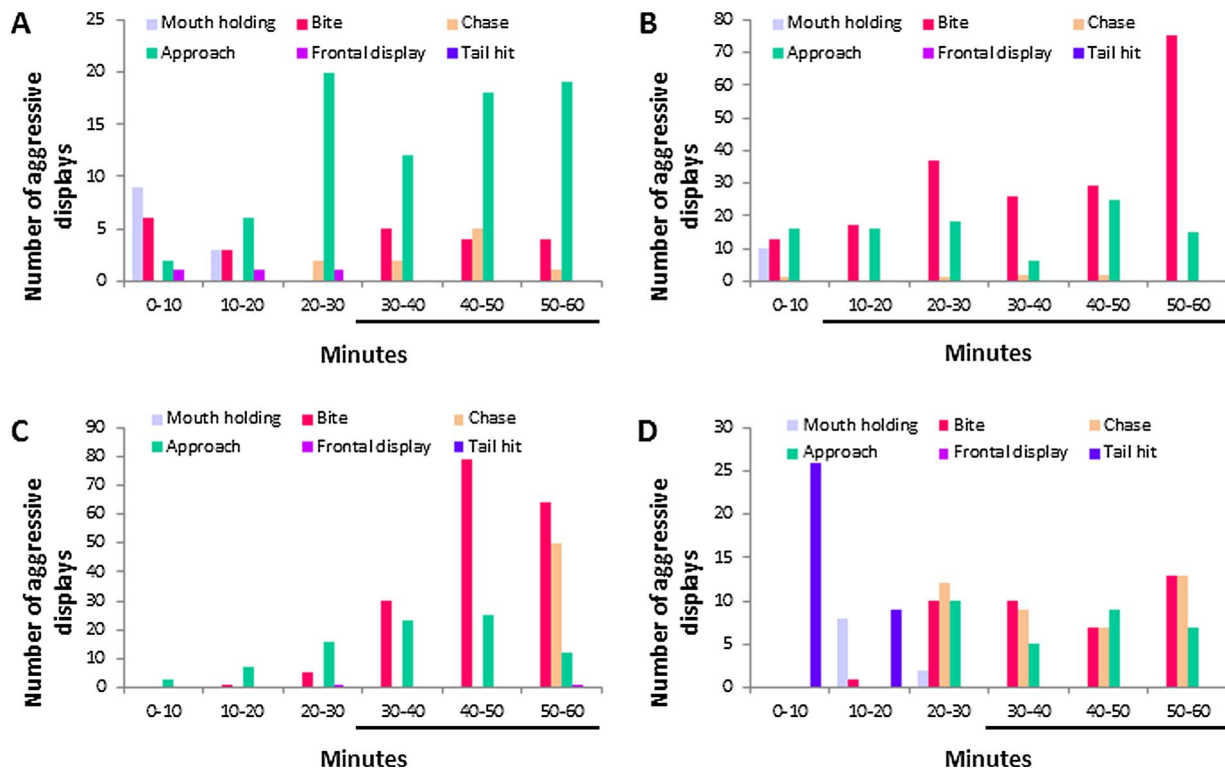 A
Mouth holding Bite Chase
Approach Frontal display Tail hit
Number of aggressive
displays
25
20
15
10
5
0
0-10 10-20 20-30 30-40 40-50 50-60
Minutes
B
Mouth holding Bite Chase
Approach Frontal display Tail hit
Number of aggressive
displays
80
70
60
50
40
30
20
10
0
0-10 10-20 20-30 30-40 40-50 50-60
Minutes
C
Mouth holding Bite Chase
Approach Frontal display Tail hit
Number of aggressive
displays
90
80
70
60
50
40
30
20
10
0
0-10 10-20 20-30 30-40 40-50 50-60
Minutes
D
Mouth holding Bite Chase
Approach Frontal display Tail hit
Number of aggressive
displays
30
25
20
15
10
5
0
0-10 10-20 20-30 30-40 40-50 50-60
Minutes